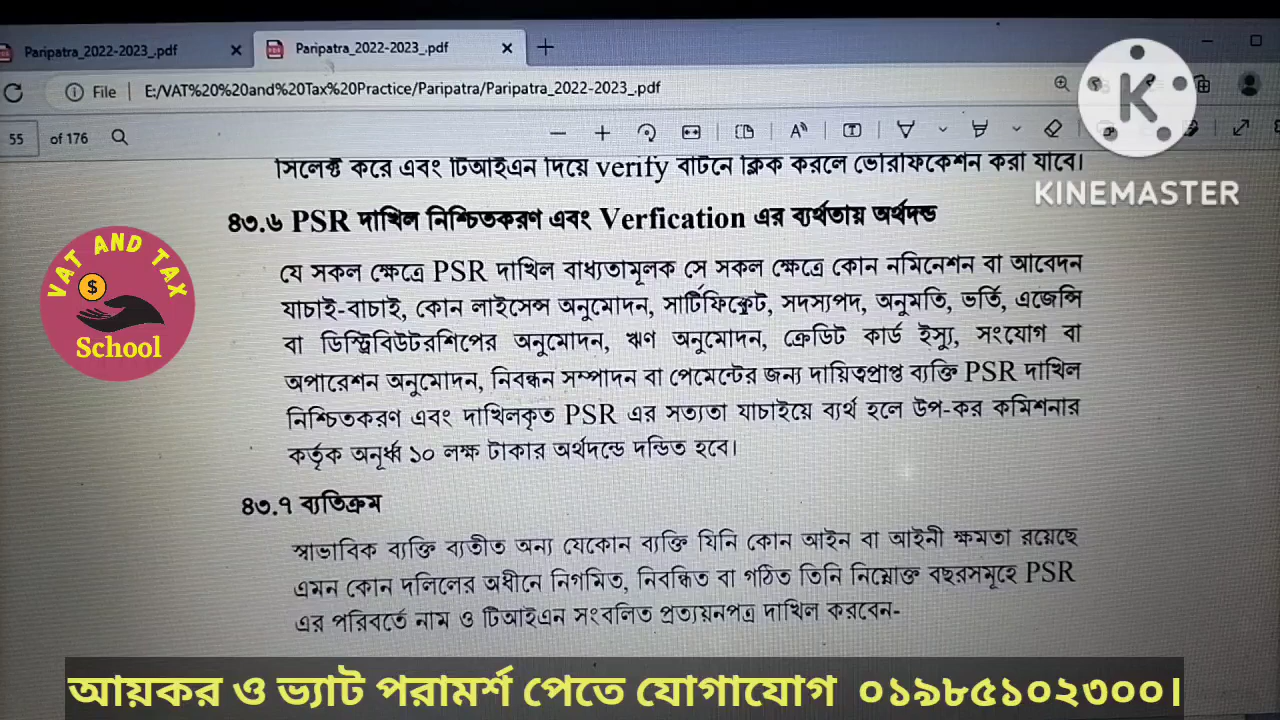 Paripatra_2022-2023_.pdf
Paripatra_2022-2023_.pdf
File E:/VAT%20%20and%20Tax%20Practice/Paripatra/Paripatra_2022-2023_.pdf
55 of 176
সিলেক্ট করে এবং টিআইএন দিয়ে verify বাটনে ক্লিক করলে ভেরিফিকেশন করা যাবে।
KINEMASTER
৪৩.৬ PSR দাখিল নিশ্চিতকরণ এবং Verfication এর ব্যর্থতায় অর্থদন্ড
VAT AND TAX
School
যে সকল ক্ষেত্রে PSR দাখিল বাধ্যতামূলক সে সকল ক্ষেত্রে কোন নমিনেশন বা আবেদন
যাচাই-বাচাই, কোন লাইসেন্স অনুমোদন, সার্টিফিকেট, সদস্যপদ, অনুমতি, ভর্তি, এজেন্সি
বা ডিস্ট্রিবিউটরশিপের অনুমোদন, ঋণ অনুমোদন, ক্রেডিট কার্ড ইস্যু, সংযোগ বা
অপারেশন অনুমোদন, নিবন্ধন সম্পাদন বা পেমেন্টের জন্য দায়িত্বপ্রাপ্ত ব্যক্তি PSR দাখিল
নিশ্চিতকরণ এবং দাখিলকৃত PSR এর সত্যতা যাচাইয়ে ব্যর্থ হলে উপ-কর কমিশনার
কর্তৃক অনূর্ধ্ব ১০ লক্ষ টাকার অর্থদন্ডে দন্ডিত হবে।
৪৩.৭ ব্যতিক্রম
স্বাভাবিক ব্যক্তি ব্যতীত অন্য যেকোন ব্যক্তি যিনি কোন আইন বা আইনী ক্ষমতা রয়েছে
এমন কোন দলিলের অধীনে নিগমিত, নিবন্ধিত বা গঠিত তিনি নিম্নোক্ত বছরসমূহে PSR
এর পরিবর্তে নাম ও টিআইএন সংবলিত প্রত্যয়নপত্র দাখিল করবেন-
আয়কর ও ভ্যাট পরামর্শ পেতে যোগাযোগ ০১৯৮৫১০২৩০০।